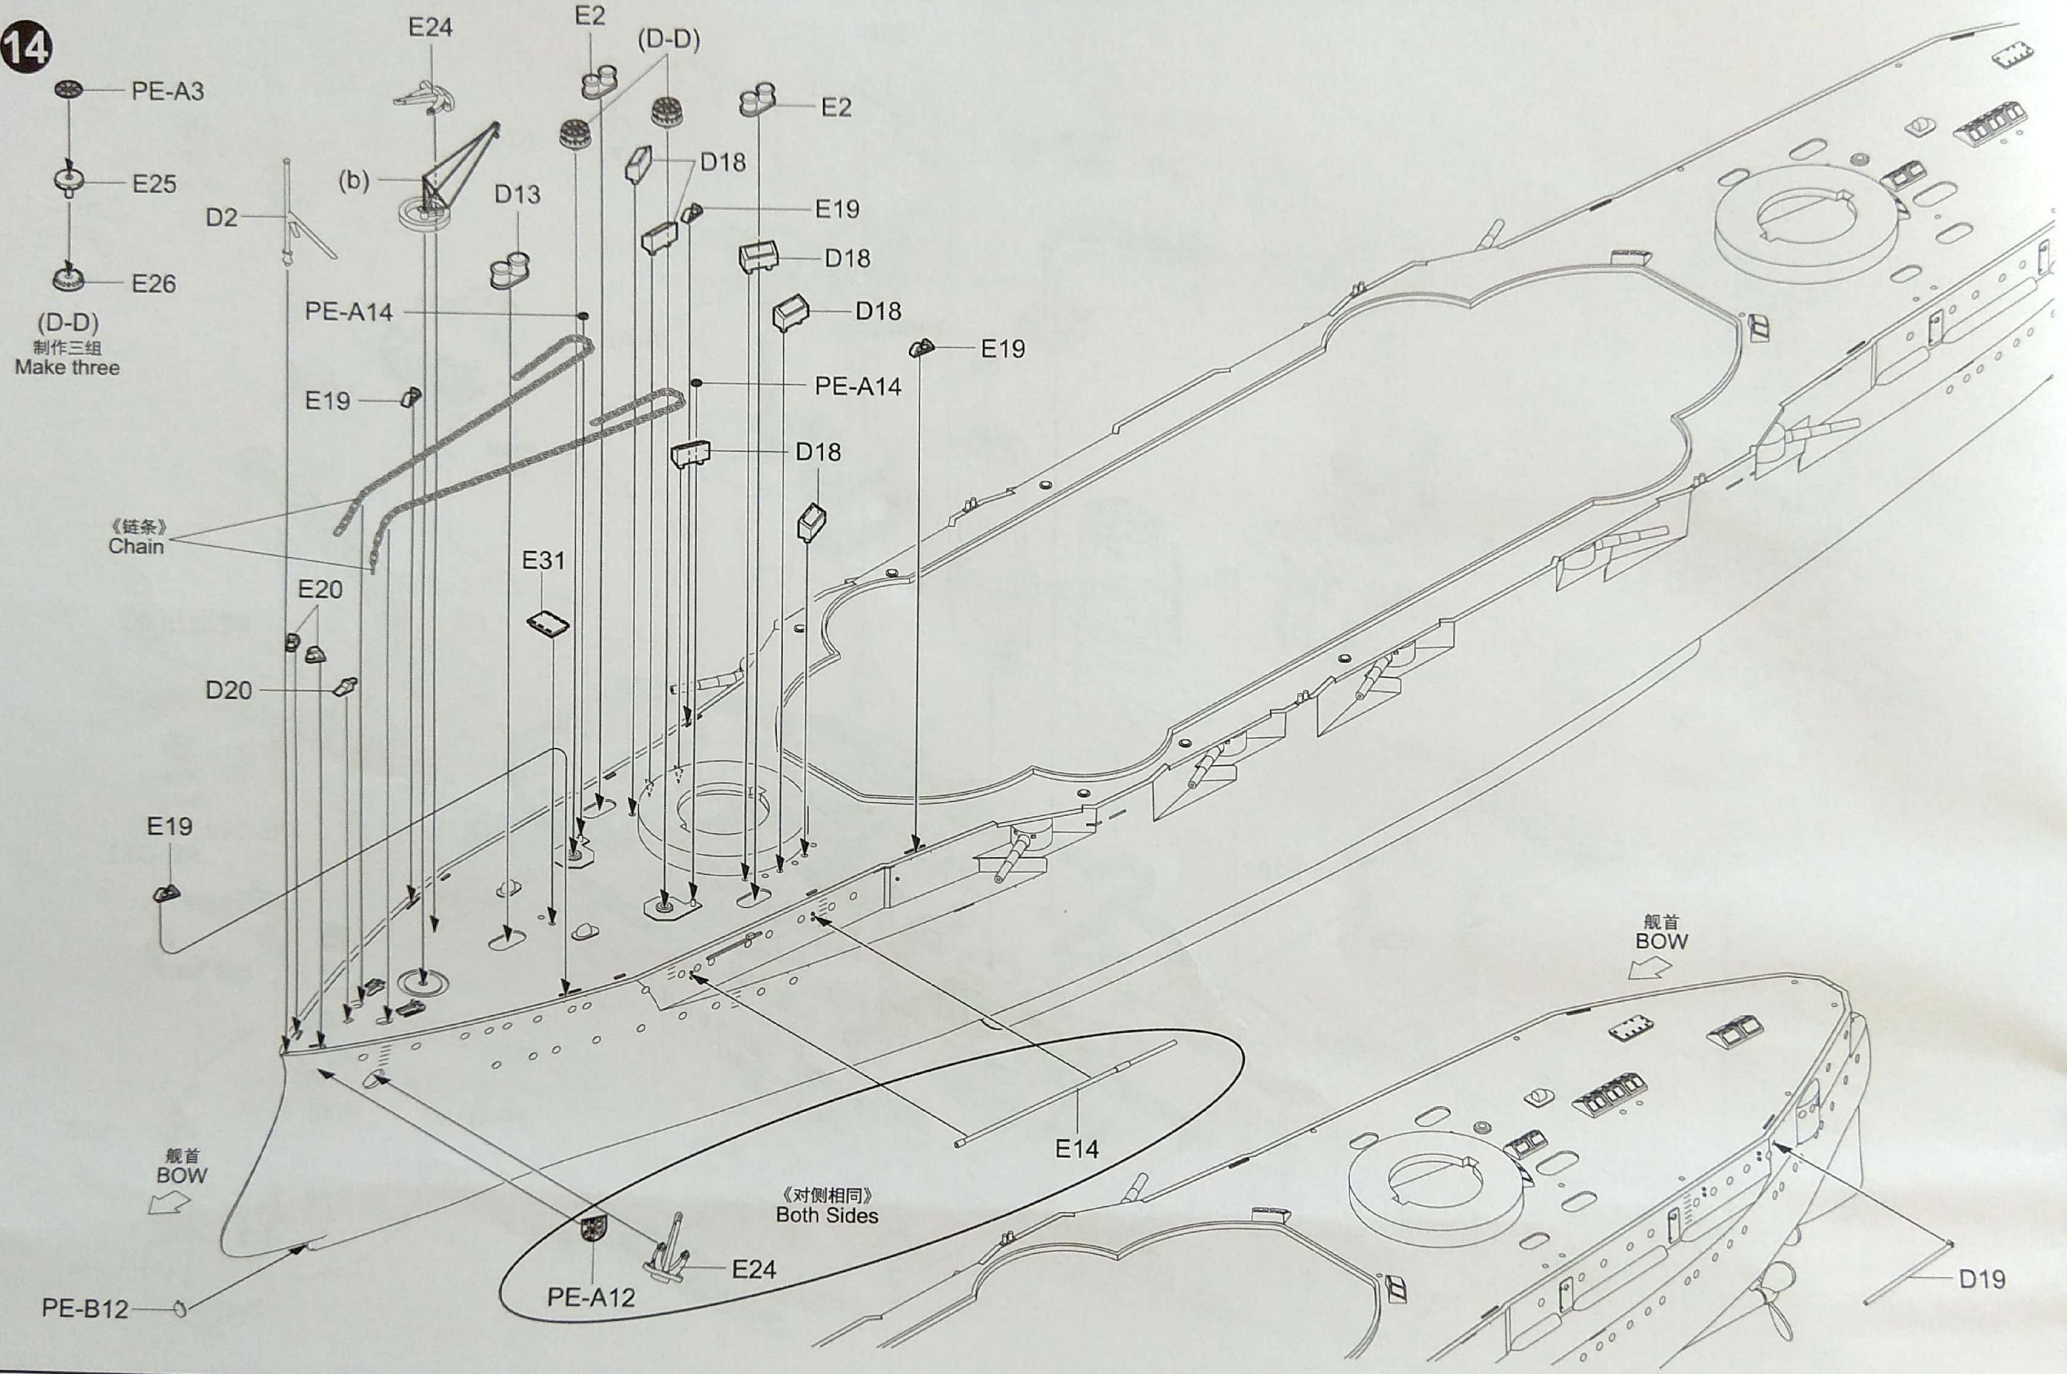 14
E24
E2
(D-D)
PE-A3
E2
(b)
D18
E25
D13
D2
E19
D18
E26
PE-A14
D18
(D-D)
制作三组
Make three
E19
PE-A14
E19
D18
《链条》
Chain
E31
E20
D20
E19
舰首
BOW
E14
舰首
BOW
《对侧相同》
Both Sides
E24
D19
PE-A12
PE-B12